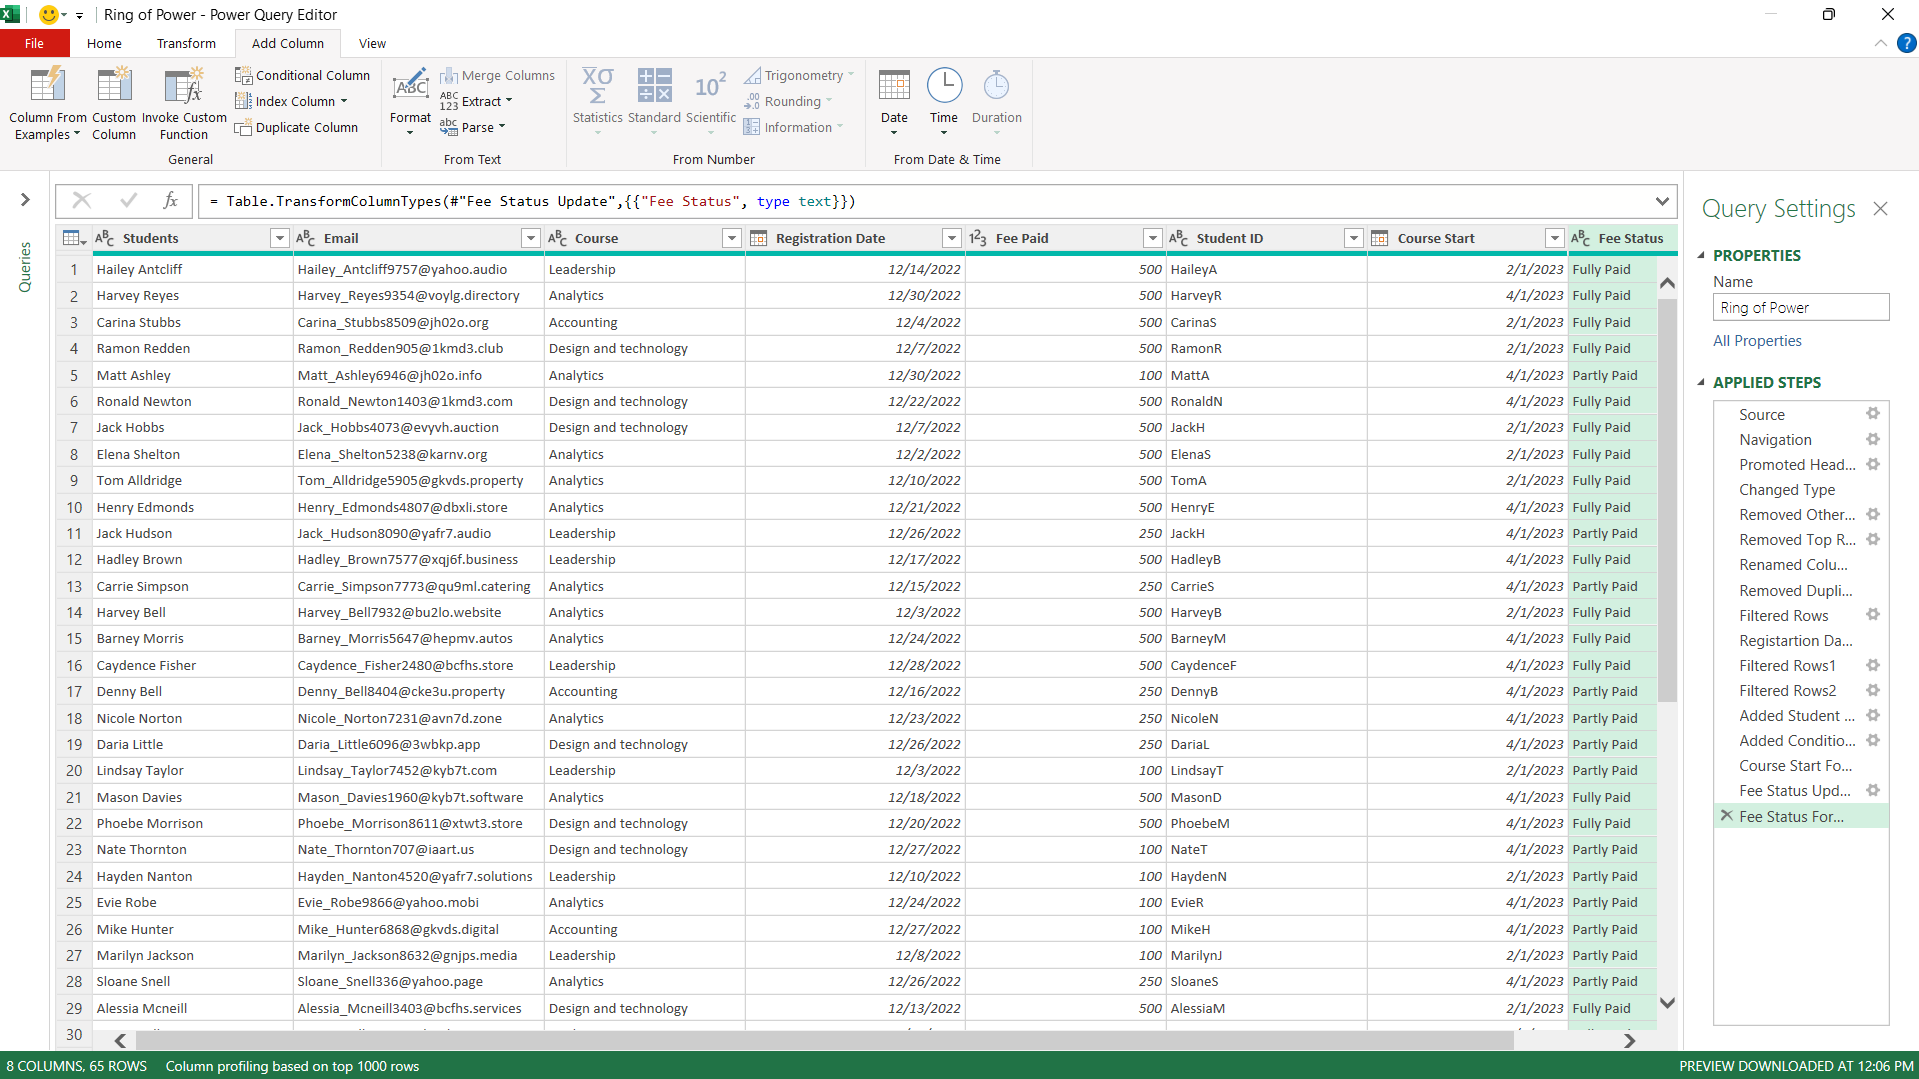 Ring of Power - Power Query Editor
File Home Transform Add Column View
Column From Examples
Custom Column
Invoke Custom Function
Conditional Column
Index Column
Duplicate Column
General
Format
Merge Columns
Extract
Parse
From Text
Statistics
Standard
Scientific
Trigonometry
Rounding
Information
From Number
Date
Time
Duration
From Date & Time
= Table.TransformColumnTypes(#"Fee Status Update",{{"Fee Status", type text}})
Queries
Students Email Course Registration Date Fee Paid Student ID Course Start Fee Status
1 Hailey Antcliff Hailey_Antcliff9757@yahoo.audio Leadership 12/14/2022 500 HaileyA 2/1/2023 Fully Paid
2 Harvey Reyes Harvey_Reyes9354@voylg.directory Analytics 12/30/2022 500 HarveyR 4/1/2023 Fully Paid
3 Carina Stubbs Carina_Stubbs8509@jh02o.org Accounting 12/4/2022 500 CarinaS 2/1/2023 Fully Paid
4 Ramon Redden Ramon_Redden905@1kmd3.club Design and technology 12/7/2022 500 RamonR 2/1/2023 Fully Paid
5 Matt Ashley Matt_Ashley6946@jh02o.info Analytics 12/30/2022 100 MattA 4/1/2023 Partly Paid
6 Ronald Newton Ronald_Newton1403@1kmd3.com Design and technology 12/22/2022 500 RonaldN 4/1/2023 Fully Paid
7 Jack Hobbs Jack_Hobbs4073@evyvh.auction Design and technology 12/7/2022 500 JackH 2/1/2023 Fully Paid
8 Elena Shelton Elena_Shelton5238@karnv.org Analytics 12/2/2022 500 ElenaS 2/1/2023 Fully Paid
9 Tom Alldridge Tom_Alldridge5905@gkvds.property Analytics 12/10/2022 500 TomA 2/1/2023 Fully Paid
10 Henry Edmonds Henry_Edmonds4807@dbxli.store Analytics 12/21/2022 500 HenryE 4/1/2023 Fully Paid
11 Jack Hudson Jack_Hudson8090@yafr7.audio Leadership 12/26/2022 250 JackH 4/1/2023 Partly Paid
12 Hadley Brown Hadley_Brown7577@xqj6f.business Leadership 12/17/2022 500 HadleyB 4/1/2023 Fully Paid
13 Carrie Simpson Carrie_Simpson7773@qu9ml.catering Analytics 12/15/2022 250 CarrieS 4/1/2023 Partly Paid
14 Harvey Bell Harvey_Bell7932@bu2lo.website Analytics 12/3/2022 500 HarveyB 2/1/2023 Fully Paid
15 Barney Morris Barney_Morris5647@hepmv.autos Analytics 12/24/2022 500 BarneyM 4/1/2023 Fully Paid
16 Caydence Fisher Caydence_Fisher2480@bcfhs.store Leadership 12/28/2022 500 CaydenceF 4/1/2023 Fully Paid
17 Denny Bell Denny_Bell8404@cke3u.property Accounting 12/16/2022 250 DennyB 4/1/2023 Partly Paid
18 Nicole Norton Nicole_Norton7231@avn7d.zone Analytics 12/23/2022 250 NicoleN 4/1/2023 Partly Paid
19 Daria Little Daria_Little6096@3wbkp.app Design and technology 12/26/2022 250 DariaL 4/1/2023 Partly Paid
20 Lindsay Taylor Lindsay_Taylor7452@kyb7t.com Leadership 12/3/2022 100 LindsayT 2/1/2023 Partly Paid
21 Mason Davies Mason_Davies1960@kyb7t.software Analytics 12/18/2022 500 MasonD 4/1/2023 Fully Paid
22 Phoebe Morrison Phoebe_Morrison8611@xtwt3.store Design and technology 12/20/2022 500 PhoebeM 4/1/2023 Fully Paid
23 Nate Thornton Nate_Thornton707@iaart.us Design and technology 12/27/2022 100 NateT 4/1/2023 Partly Paid
24 Hayden Nanton Hayden_Nanton4520@yafr7.solutions Leadership 12/10/2022 100 HaydenN 2/1/2023 Partly Paid
25 Evie Robe Evie_Robe9866@yahoo.mobi Analytics 12/24/2022 100 EvieR 4/1/2023 Partly Paid
26 Mike Hunter Mike_Hunter6868@gkvds.digital Accounting 12/27/2022 100 MikeH 4/1/2023 Partly Paid
27 Marilyn Jackson Marilyn_Jackson8632@gnjps.media Leadership 12/8/2022 100 MarilynJ 2/1/2023 Partly Paid
28 Sloane Snell Sloane_Snell336@yahoo.page Analytics 12/26/2022 250 SloaneS 4/1/2023 Partly Paid
29 Alessia Mcneill Alessia_Mcneill3403@bcfhs.services Design and technology 12/13/2022 500 AlessiaM 2/1/2023 Fully Paid
30
Query Settings
PROPERTIES
Name
Ring of Power
All Properties
APPLIED STEPS
Source
Navigation
Promoted Head...
Changed Type
Removed Other...
Removed Top R...
Renamed Colu...
Removed Dupli...
Filtered Rows
Registartion Da...
Filtered Rows1
Filtered Rows2
Added Student ...
Added Conditio...
Course Start Fo...
Fee Status Upd...
Fee Status For...
8 COLUMNS, 65 ROWS Column profiling based on top 1000 rows PREVIEW DOWNLOADED AT 12:06 PM